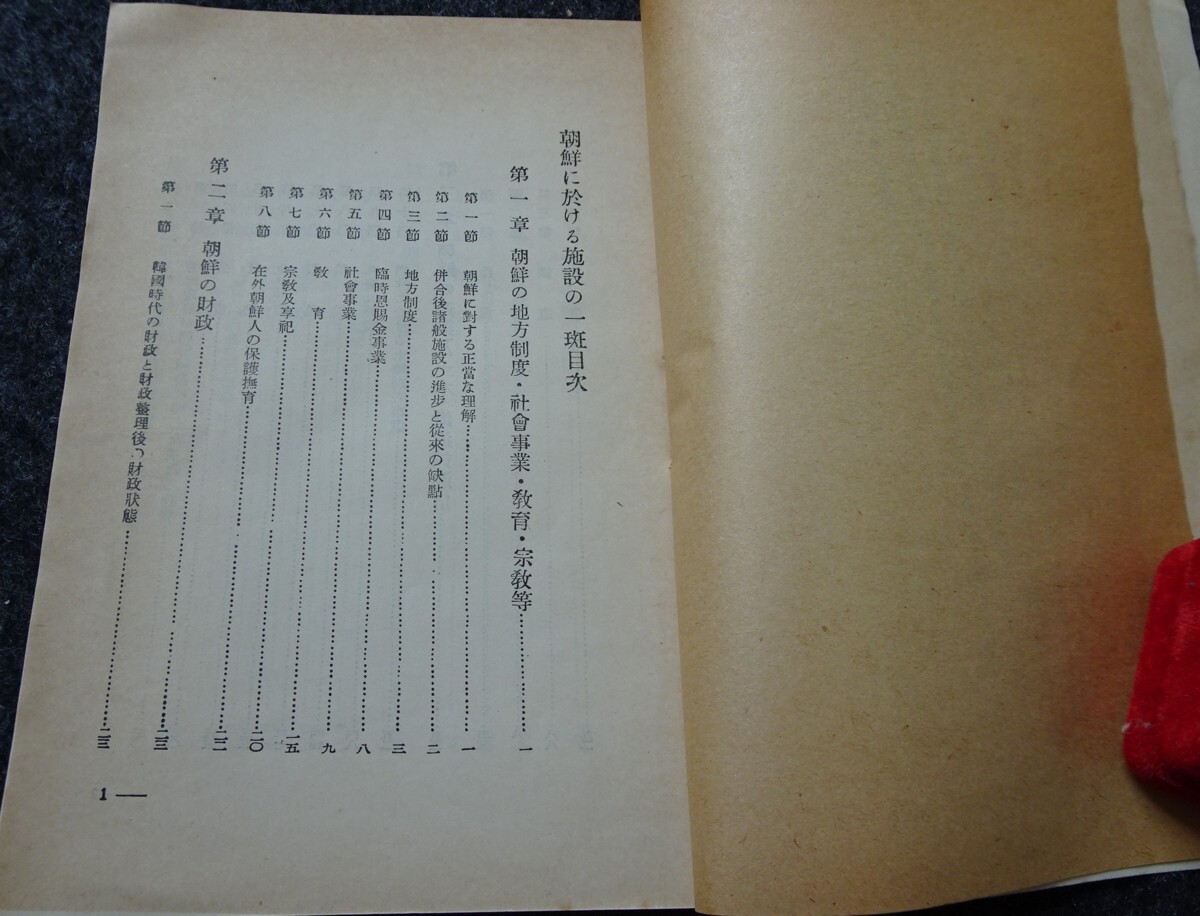 朝鮮に於ける施設の一斑目次
第一章 朝鮮の地方制度・社會事業・敎育・宗敎等……………一
第一節 朝鮮に對する正當な理解……………一
第二節 併合後諸般施設の進步と從來の缺點……………二
第三節 地方制度……………三
第四節 臨時恩賜金事業……………八
第五節 社會事業……………九
第六節 敎育……………一五
第七節 宗敎及享祀……………二〇
第八節 在外朝鮮人の保護撫育……………二二
第二章 朝鮮の財政……………二三
第一節 韓國時代の財政と財政整理後の財政狀態……………二三
1 ―